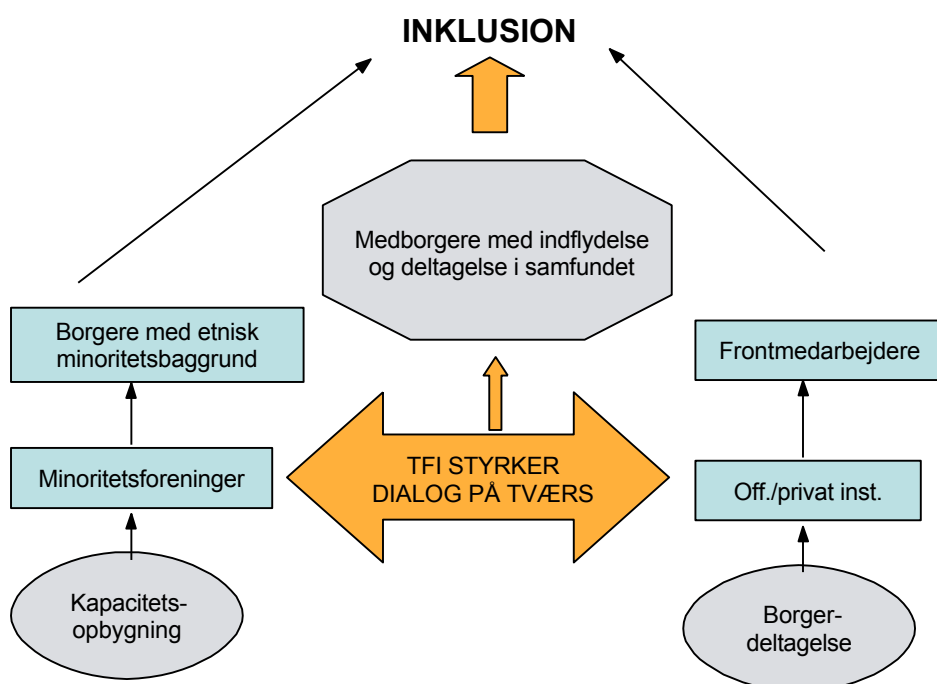 INKLUSION
Medborgere med indflydelse
og deltagelse i samfundet
Borgere med etnisk
minoritetsbaggrund
Frontmedarbejdere
Minoritetsforeninger
TFI STYRKER
DIALOG PÅ TVÆRS
Off./privat inst.
Kapacitets-
opbygning
Borger-
deltagelse